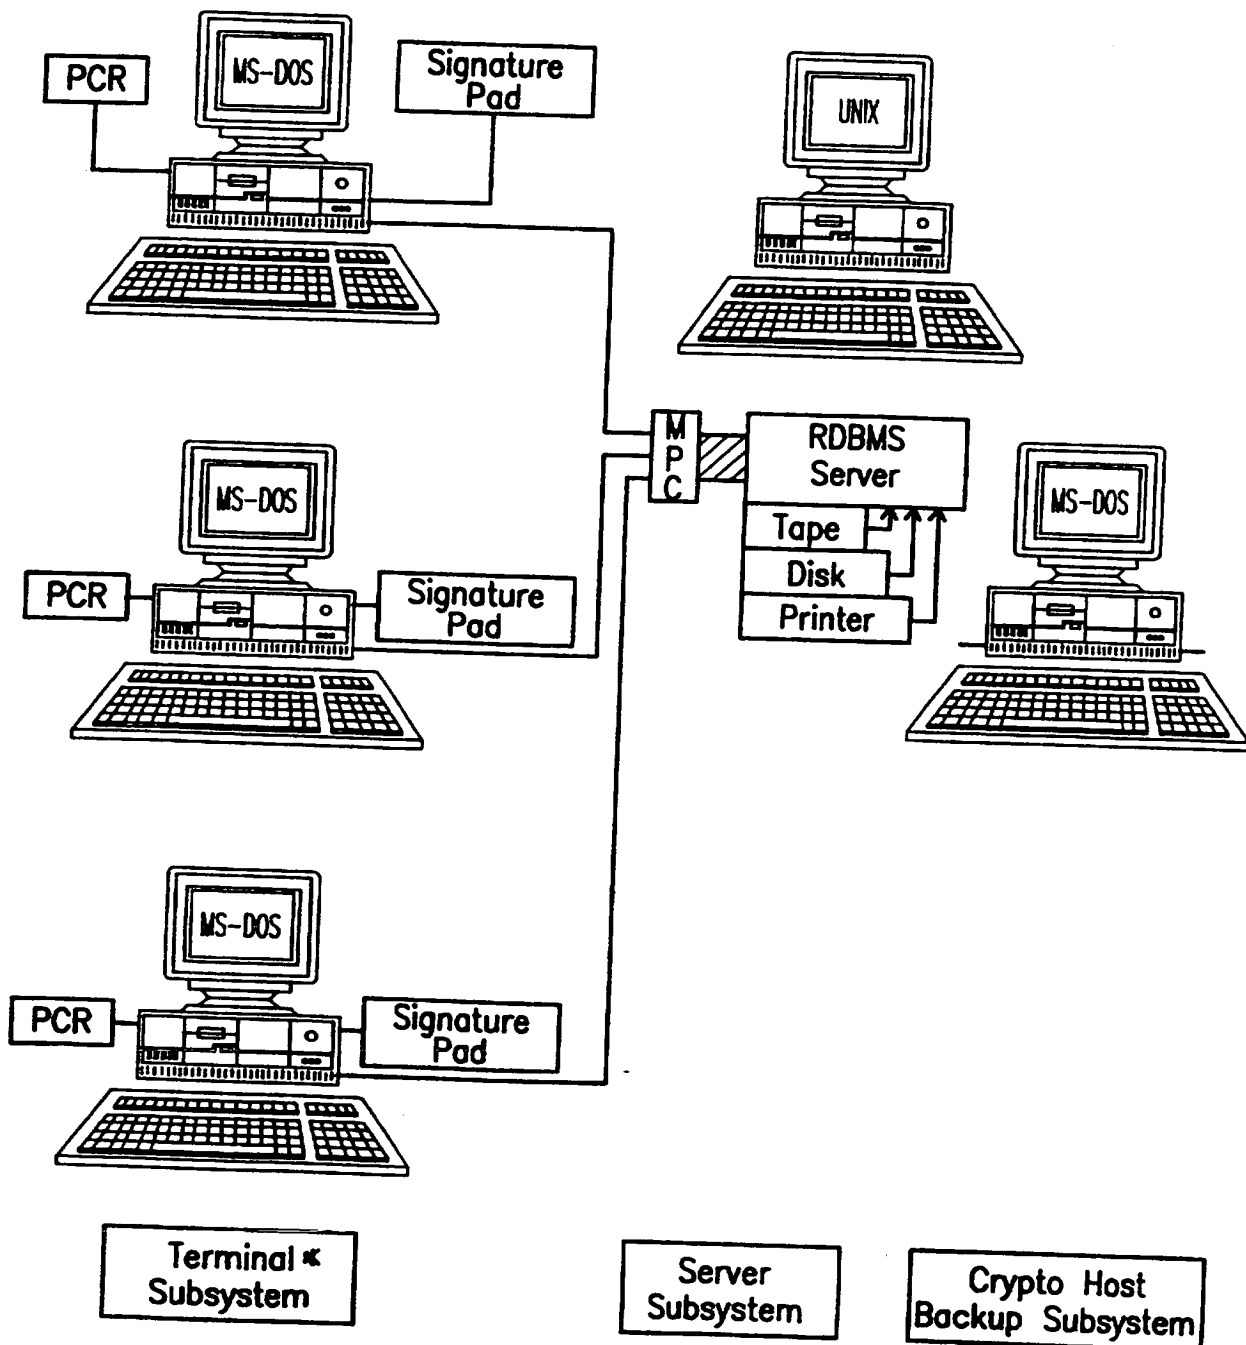 PCR
MS-DOS
Signature
Pad
UNIX
MPC
RDBMS
Server
Tape
Disk
Printer
MS-DOS
PCR
MS-DOS
Signature
Pad
PCR
MS-DOS
Signature
Pad
Terminal *
Subsystem
Server
Subsystem
Crypto Host
Backup Subsystem